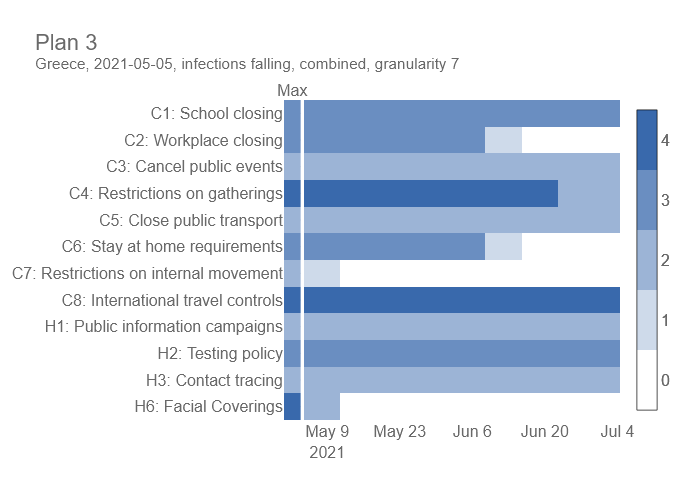 Plan 3
Greece, 2021-05-05, infections falling, combined, granularity 7
Max
C1: School closing
C2: Workplace closing
C3: Cancel public events
C4: Restrictions on gatherings
C5: Close public transport
C6: Stay at home requirements
C7: Restrictions on internal movement
C8: International travel controls
H1: Public information campaigns
H2: Testing policy
H3: Contact tracing
H6: Facial Coverings
May 9 May 23 Jun 6 Jun 20 Jul 4
2021
4
3
2
1
0